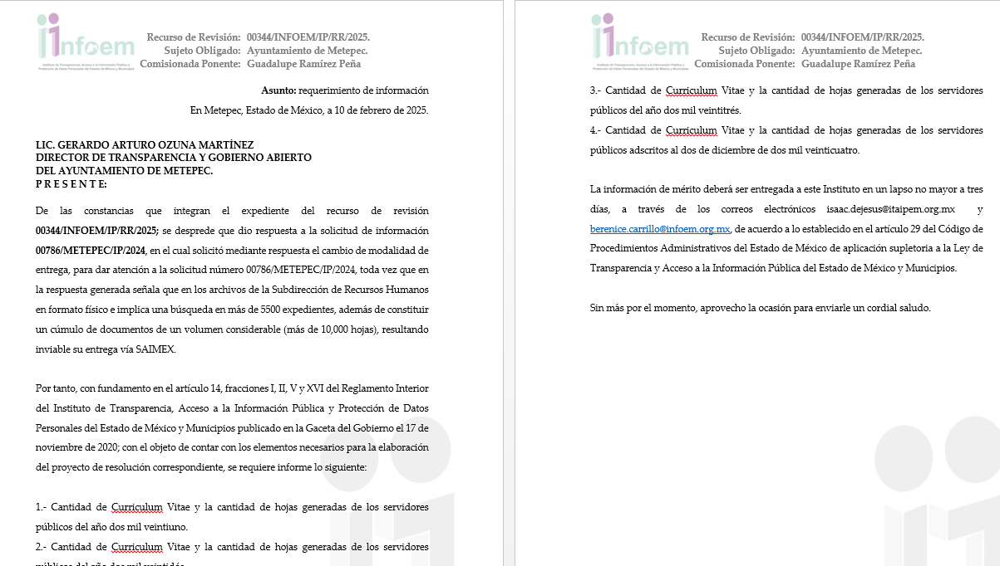 infoem
Instituto de Transparencia, Acceso a la Información Pública y
Protección de Datos Personales del Estado de México y Municipios
Recurso de Revisión: 00344/INFOEM/IP/RR/2025.
Sujeto Obligado: Ayuntamiento de Metepec.
Comisionada Ponente: Guadalupe Ramírez Peña
Asunto: requerimiento de información
En Metepec, Estado de México, a 10 de febrero de 2025.
LIC. GERARDO ARTURO OZUNA MARTÍNEZ
DIRECTOR DE TRANSPARENCIA Y GOBIERNO ABIERTO
DEL AYUNTAMIENTO DE METEPEC.
P R E S E N T E:
De las constancias que integran el expediente del recurso de revisión
00344/INFOEM/IP/RR/2025; se desprede que dio respuesta a la solicitud de información
00786/METEPEC/IP/2024, en el cual solicitó mediante respuesta el cambio de modalidad de
entrega, para dar atención a la solicitud número 00786/METEPEC/IP/2024, toda vez que en
la respuesta generada señala que en los archivos de la Subdirección de Recursos Humanos
en formato físico e implica una búsqueda en más de 5500 expedientes, además de constituir
un cúmulo de documentos de un volumen considerable (más de 10,000 hojas), resultando
inviable su entrega vía SAIMEX.
Por tanto, con fundamento en el artículo 14, fracciones I, II, V y XVI del Reglamento Interior
del Instituto de Transparencia, Acceso a la Información Pública y Protección de Datos
Personales del Estado de México y Municipios publicado en la Gaceta del Gobierno el 17 de
noviembre de 2020; con el objeto de contar con los elementos necesarios para la elaboración
del proyecto de resolución correspondiente, se requiere informe lo siguiente:
1.- Cantidad de Curriculum Vitae y la cantidad de hojas generadas de los servidores
públicos del año dos mil veintiuno.
2.- Cantidad de Curriculum Vitae y la cantidad de hojas generadas de los servidores
públicos del año dos mil veintidós.
infoem
Instituto de Transparencia, Acceso a la Información Pública y
Protección de Datos Personales del Estado de México y Municipios
Recurso de Revisión: 00344/INFOEM/IP/RR/2025.
Sujeto Obligado: Ayuntamiento de Metepec.
Comisionada Ponente: Guadalupe Ramírez Peña
3.- Cantidad de Curriculum Vitae y la cantidad de hojas generadas de los servidores
públicos del año dos mil veintitrés.
4.- Cantidad de Curriculum Vitae y la cantidad de hojas generadas de los servidores
públicos adscritos al dos de diciembre de dos mil veinticuatro.
La información de mérito deberá ser entregada a este Instituto en un lapso no mayor a tres
días, a través de los correos electrónicos isaac.dejesus@itaipem.org.mx y
berenice.carrillo@infoem.org.mx, de acuerdo a lo establecido en el artículo 29 del Código de
Procedimientos Administrativos del Estado de México de aplicación supletoria a la Ley de
Transparencia y Acceso a la Información Pública del Estado de México y Municipios.
Sin más por el momento, aprovecho la ocasión para enviarle un cordial saludo.